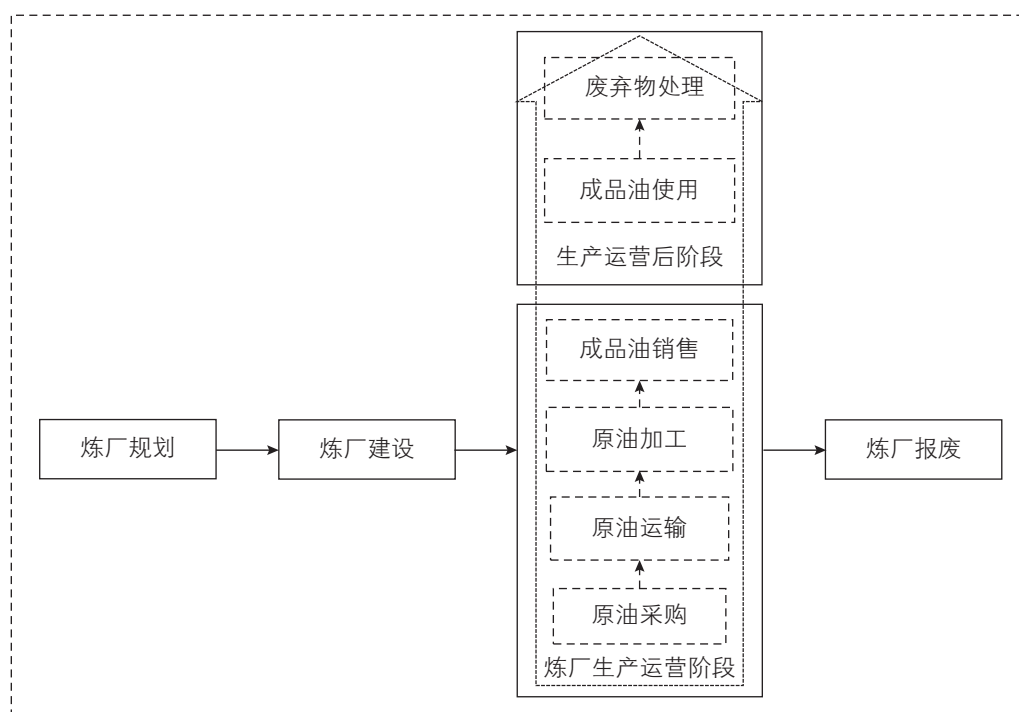 废弃物处理
成品油使用
生产运营后阶段
成品油销售
原油加工
炼厂规划
炼厂建设
炼厂报废
原油运输
原油采购
炼厂生产运营阶段